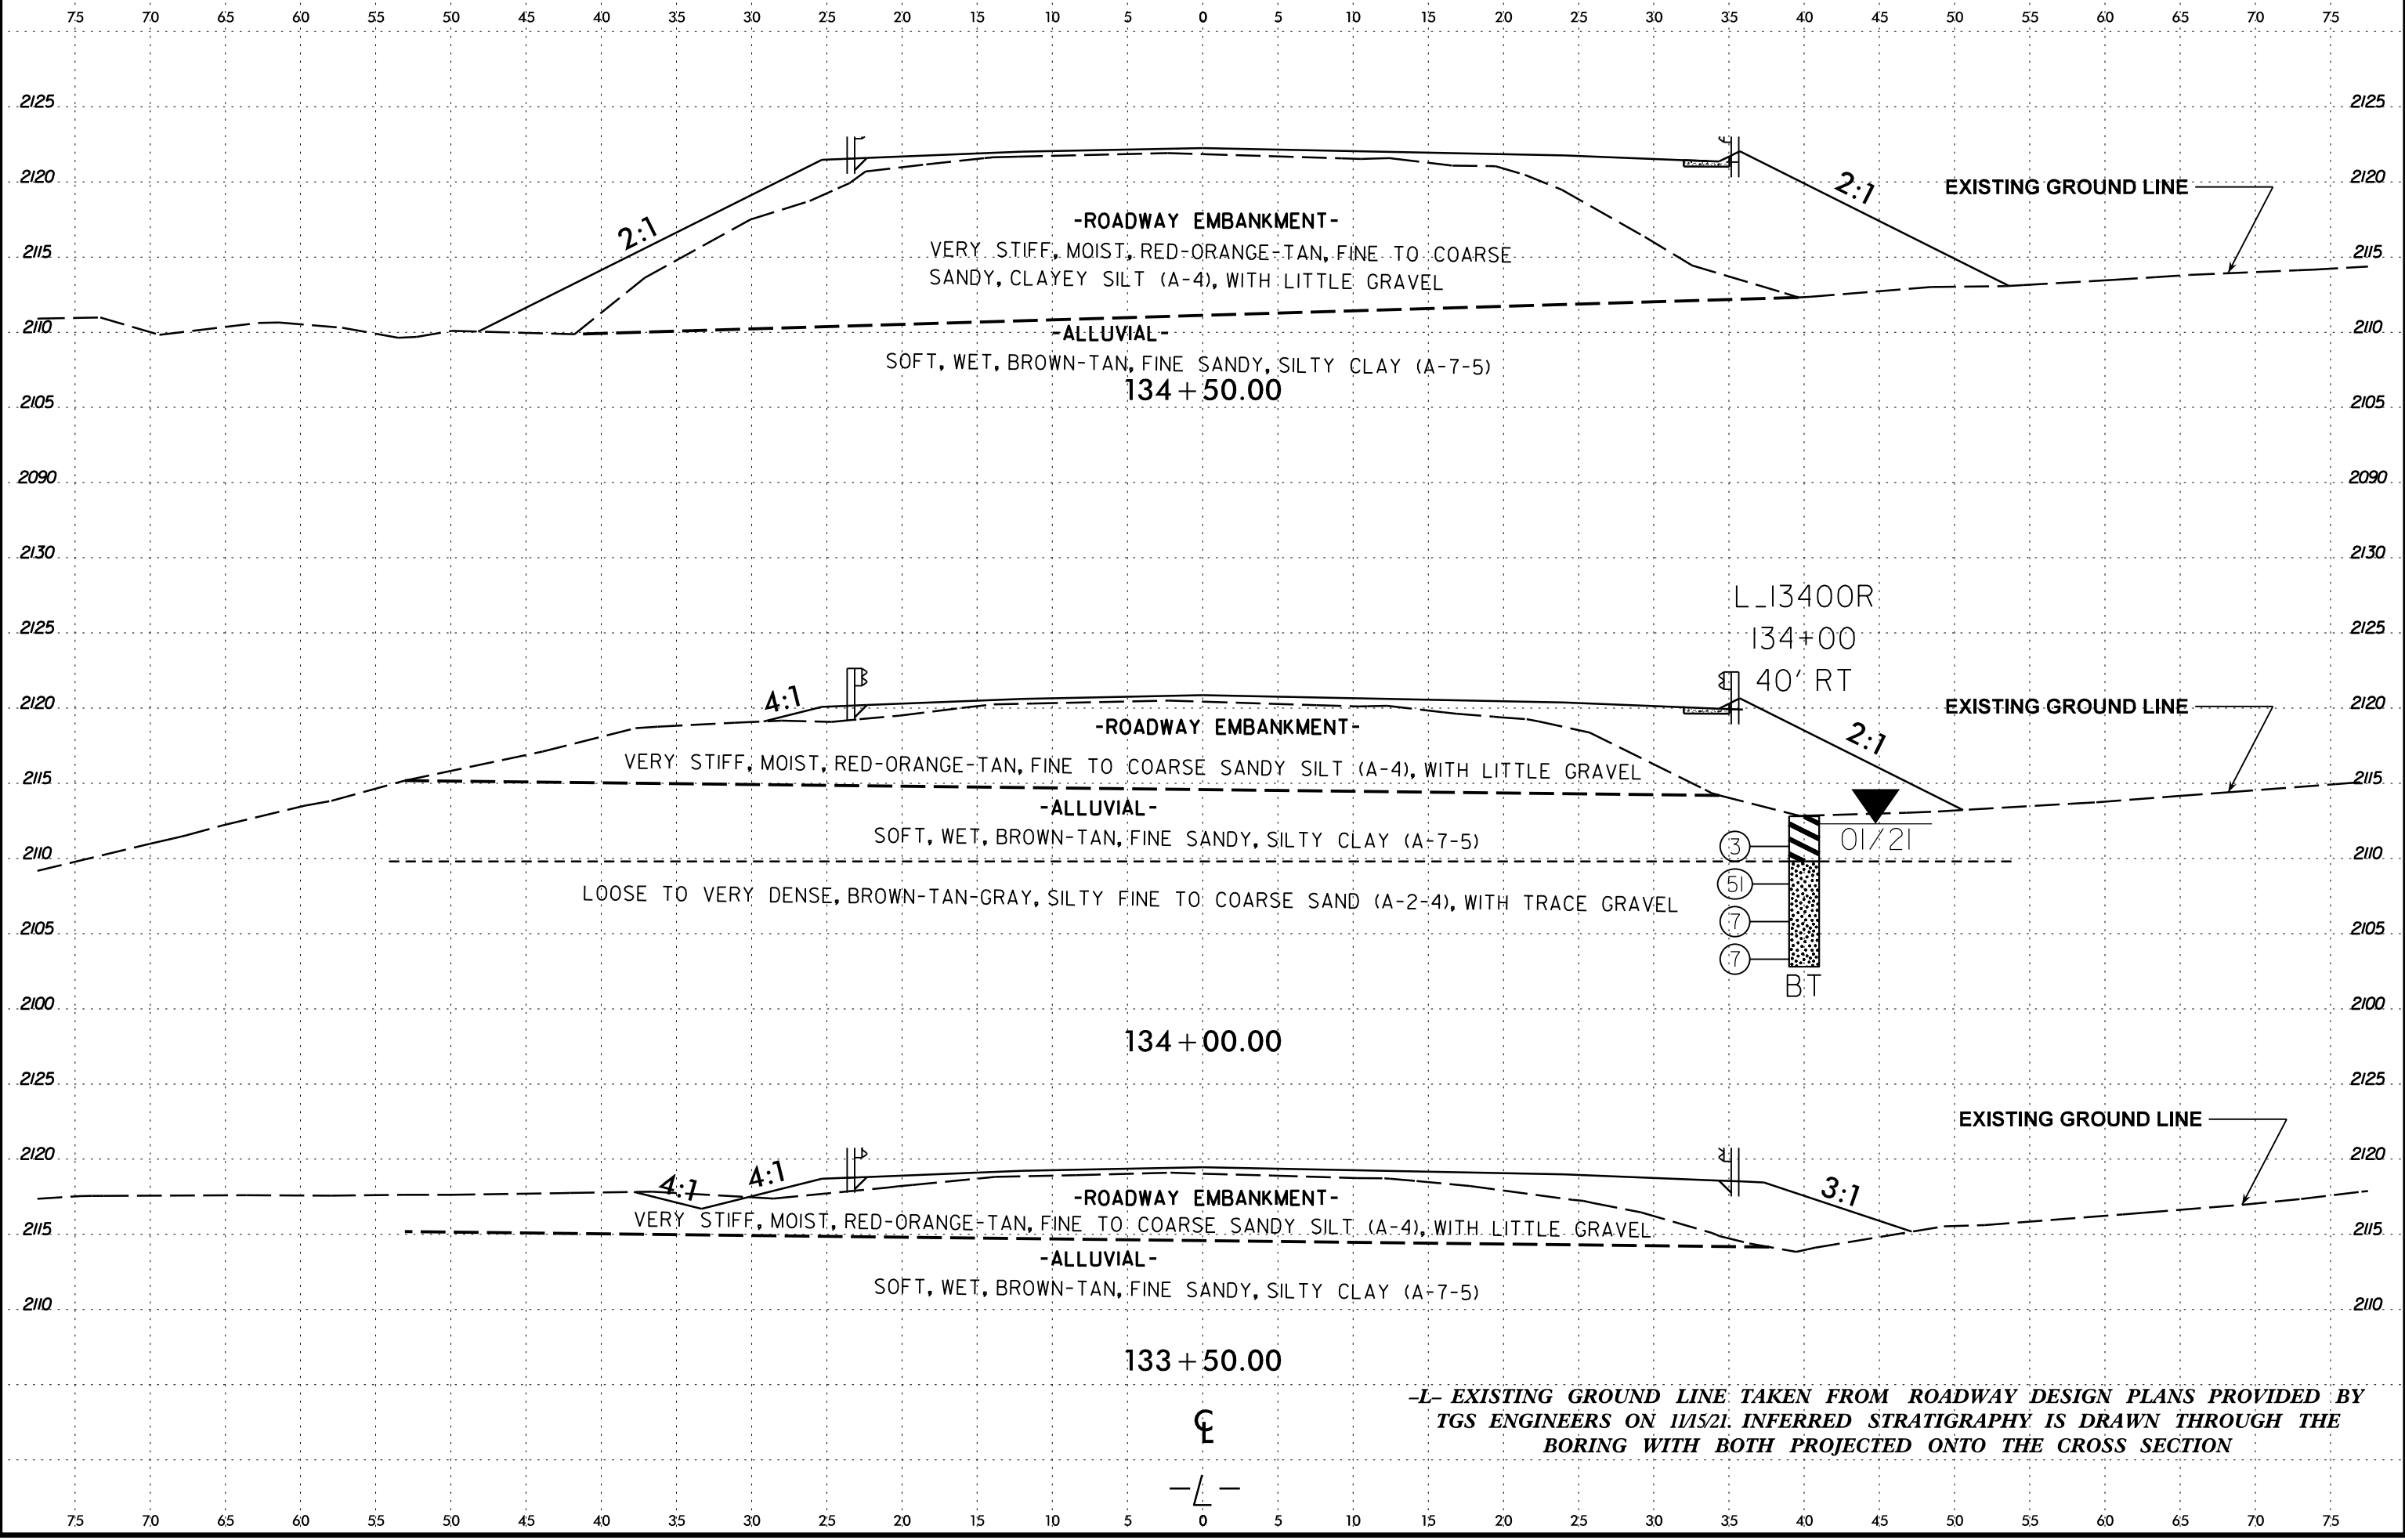 75 70 65 60 55 50 45 40 35 30 25 20 15 10 5 0 5 10 15 20 25 30 35 40 45 50 55 60 65 70 75
2125 2125
2:1 2120 2120 2:1 EXISTING GROUND LINE
-ROADWAY EMBANKMENT-
VERY STIFF, MOIST, RED-ORANGE-TAN, FINE TO COARSE
2115 2115
SANDY, CLAYEY SILT (A-4), WITH LITTLE GRAVEL
2110 -ALLUVIAL- 2110
SOFT, WET, BROWN-TAN, FINE SANDY, SILTY CLAY (A-7-5)
134+50.00
2105 2105
2090 2090
2130 2130
L_13400R
2125 134+00 2125
40' RT
4:1
2120 2120 EXISTING GROUND LINE
-ROADWAY EMBANKMENT-
2:1
VERY STIFF, MOIST, RED-ORANGE-TAN, FINE TO COARSE SANDY SILT (A-4), WITH LITTLE GRAVEL
2115 2115
-ALLUVIAL-
SOFT, WET, BROWN-TAN, FINE SANDY, SILTY CLAY (A-7-5)
3 01/21
2110 2110
51
LOOSE TO VERY DENSE, BROWN-TAN-GRAY, SILTY FINE TO COARSE SAND (A-2-4), WITH TRACE GRAVEL
7
2105 2105
7
BT
2100 2100
134+00.00
2125 2125
EXISTING GROUND LINE
2120 2120
4:1 4:1 3:1
-ROADWAY EMBANKMENT-
VERY STIFF, MOIST, RED-ORANGE-TAN, FINE TO COARSE SANDY SILT (A-4), WITH LITTLE GRAVEL
2115 2115
-ALLUVIAL-
SOFT, WET, BROWN-TAN, FINE SANDY, SILTY CLAY (A-7-5)
2110 2110
133+50.00
-L- EXISTING GROUND LINE TAKEN FROM ROADWAY DESIGN PLANS PROVIDED BY
TGS ENGINEERS ON 11/15/21. INFERRED STRATIGRAPHY IS DRAWN THROUGH THE
BORING WITH BOTH PROJECTED ONTO THE CROSS SECTION
℄
-L-
75 70 65 60 55 50 45 40 35 30 25 20 15 10 5 0 5 10 15 20 25 30 35 40 45 50 55 60 65 70 75